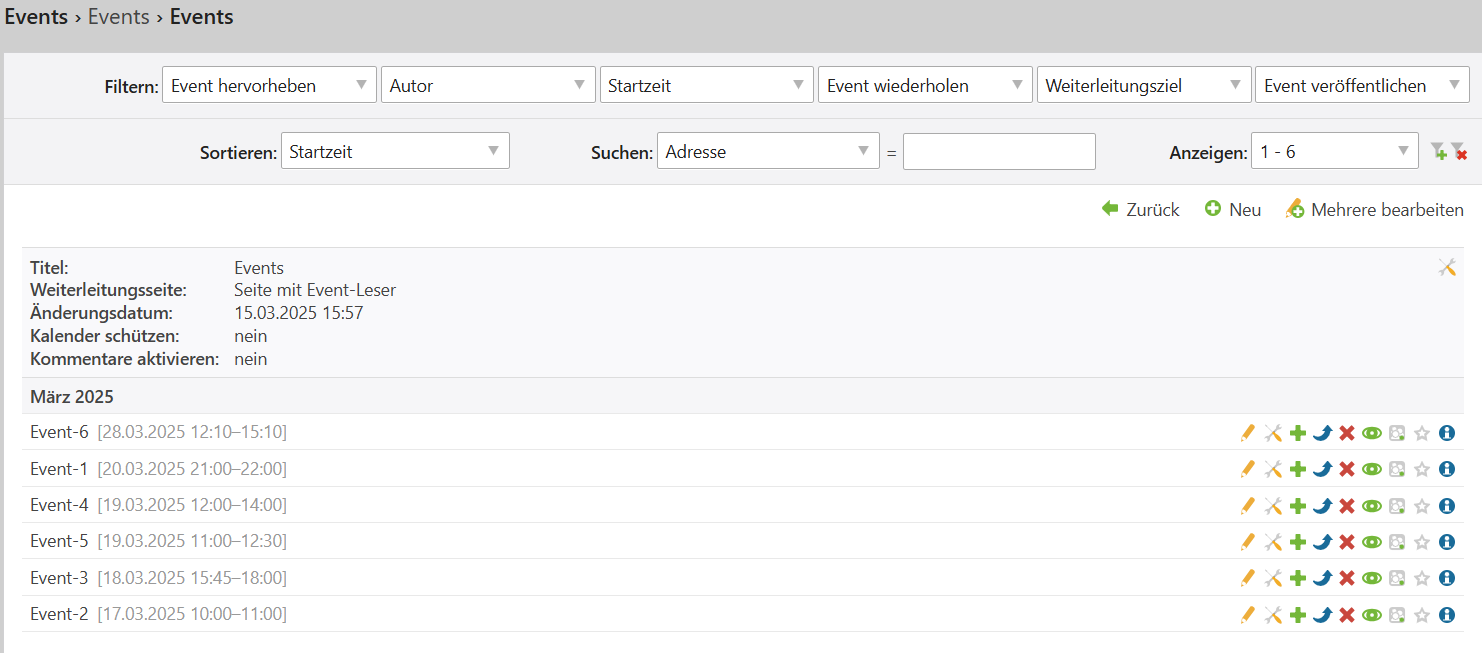 Events › Events › Events
Filtern: Event hervorheben Autor Startzeit Event wiederholen Weiterleitungsziel Event veröffentlichen
Sortieren: Startzeit Suchen: Adresse = Anzeigen: 1 - 6
Zurück Neu Mehrere bearbeiten
Titel: Events
Weiterleitungsseite: Seite mit Event-Leser
Änderungsdatum: 15.03.2025 15:57
Kalender schützen: nein
Kommentare aktivieren: nein
März 2025
Event-6 [28.03.2025 12:10–15:10]
Event-1 [20.03.2025 21:00–22:00]
Event-4 [19.03.2025 12:00–14:00]
Event-5 [19.03.2025 11:00–12:30]
Event-3 [18.03.2025 15:45–18:00]
Event-2 [17.03.2025 10:00–11:00]